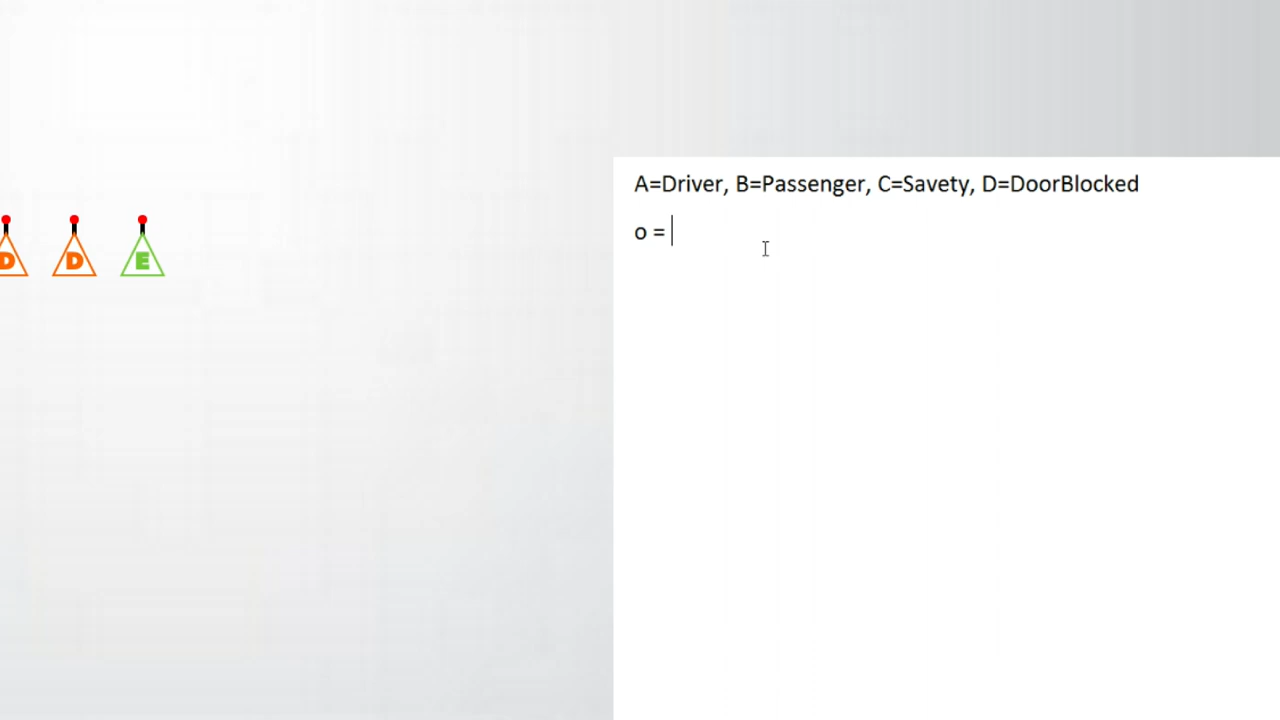 A=Driver, B=Passenger, C=Savety, D=DoorBlocked
o =
D D E